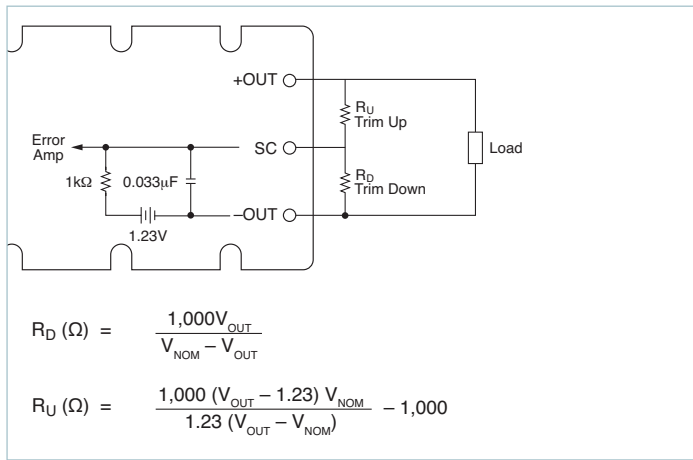 +OUT
R_U
Trim Up
Error
Amp
SC
Load
1kΩ
0.033µF
R_D
Trim Down
–OUT
1.23V
R_D (Ω) = 1,000V_OUT / V_NOM – V_OUT
R_U (Ω) = 1,000 (V_OUT – 1.23) V_NOM / 1.23 (V_OUT – V_NOM) – 1,000